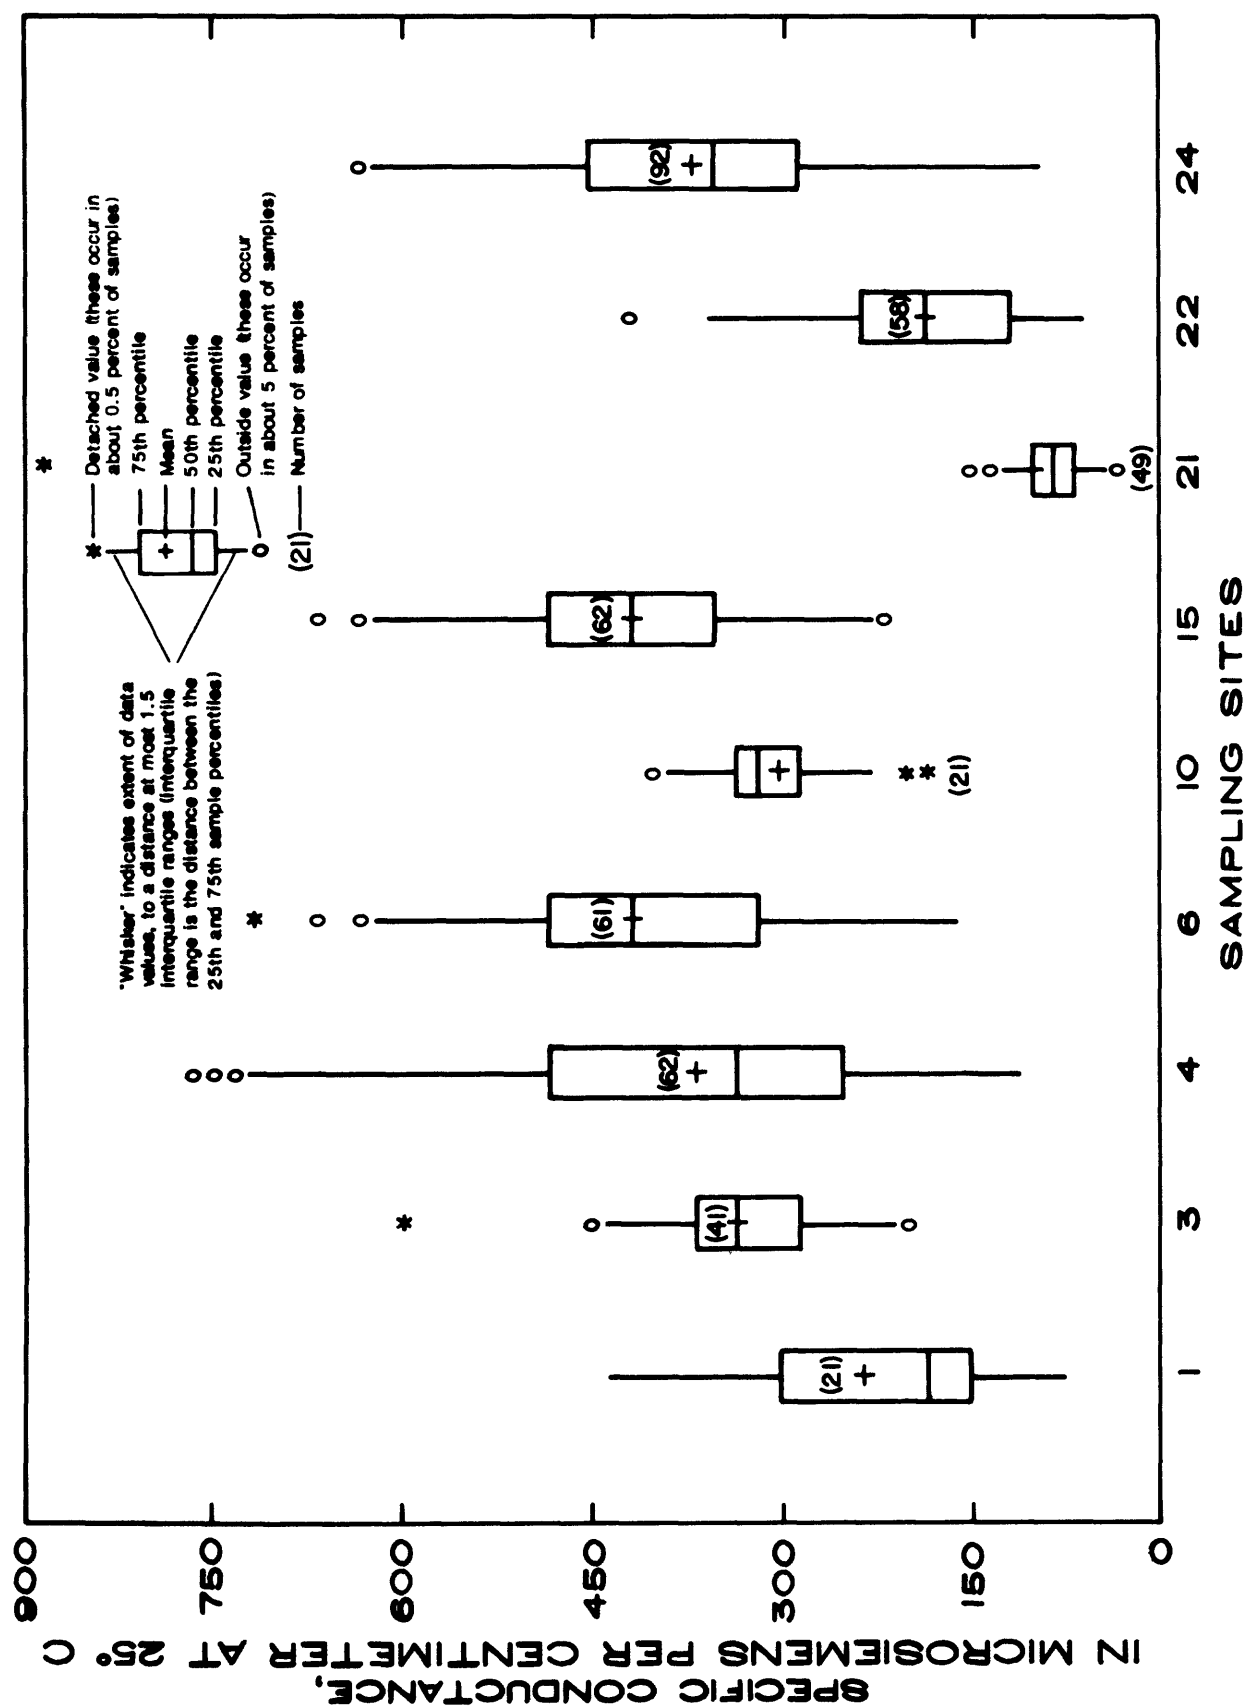 SPECIFIC CONDUCTANCE,
IN MICROSIEMENS PER CENTIMETER AT 25° C
900
750
600
450
300
150
0
"Whisker" indicates extent of data
values, to a distance at most 1.5
interquartile ranges (interquartile
range is the distance between the
25th and 75th sample percentiles)
Detached value (these occur in
about 0.5 percent of samples)
75th percentile
Mean
50th percentile
25th percentile
Outside value (these occur
in about 5 percent of samples)
(21)
Number of samples
(21)
(41)
(62)
(61)
(21)
(62)
(49)
(58)
(92)
1
3
4
6
10
15
21
22
24
SAMPLING SITES